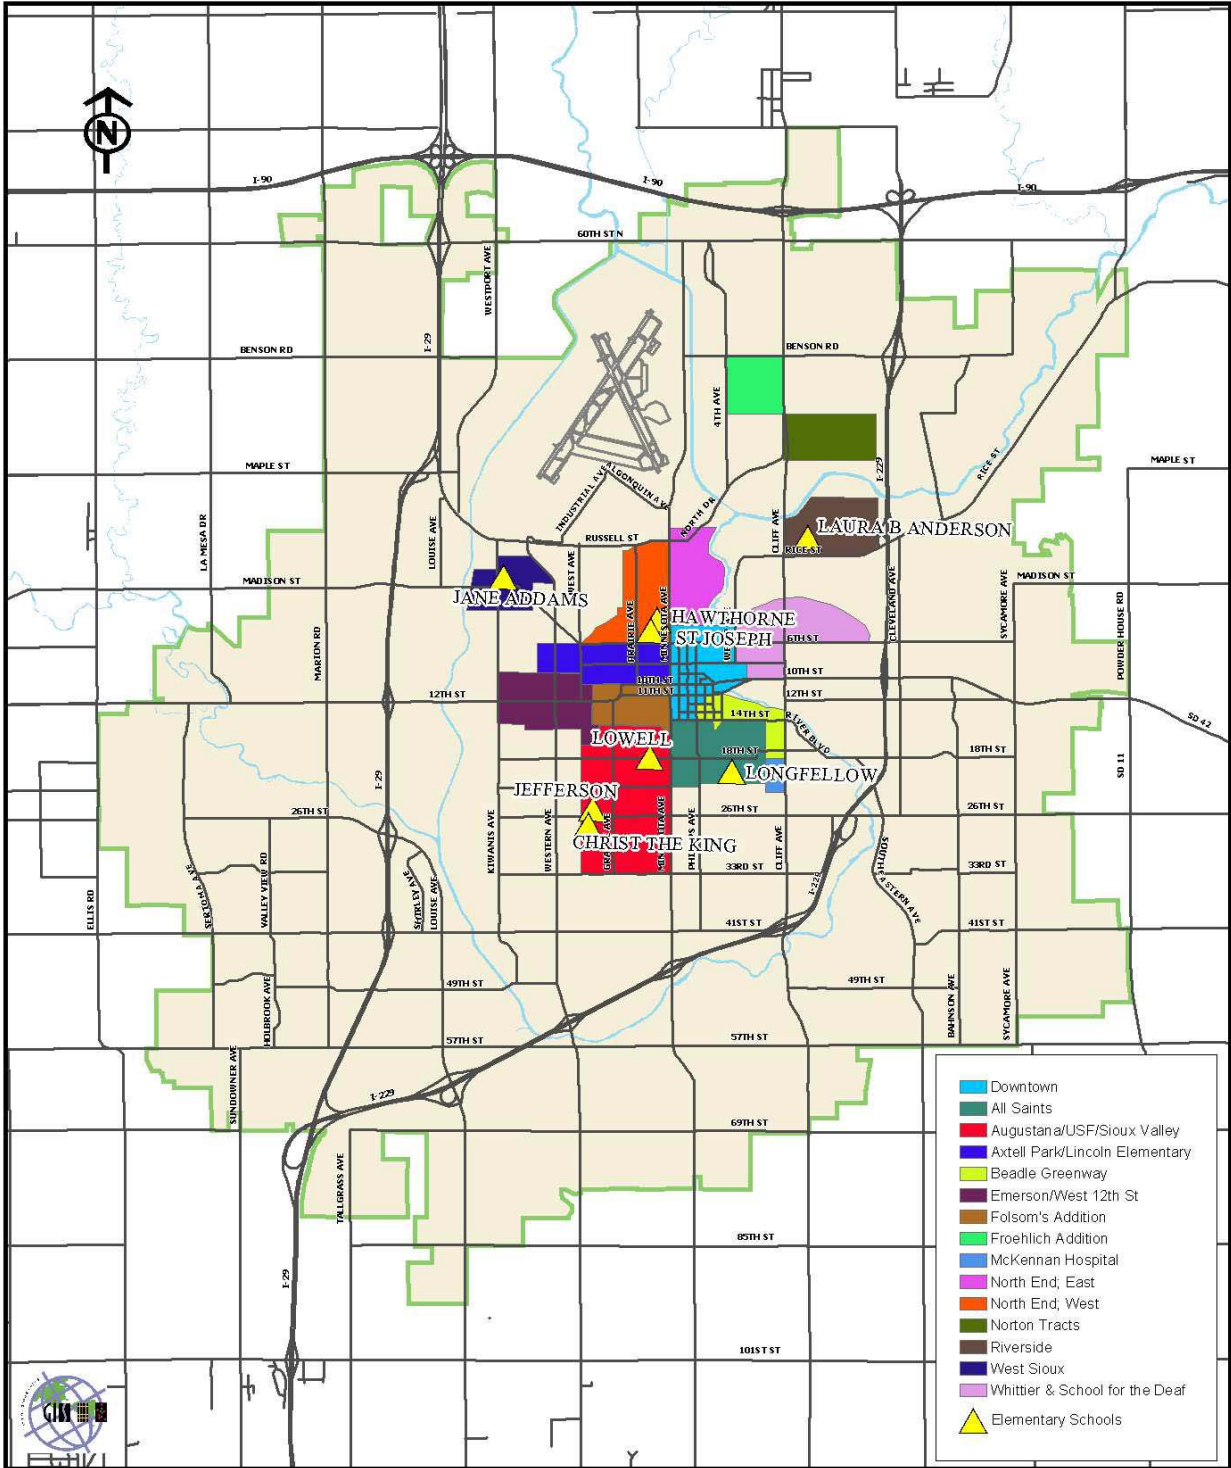 N
I-90
I-90
I-90
60TH ST N
WESTPORT AVE
I-29
BENSON RD
BENSON RD
4TH AVE
MAPLE ST
MAPLE ST
I-229
RICE ST
INDUSTRIAL AVE
ALGONQUIN AVE
NORTH DR
LA MESA DR
LOUISE AVE
RUSSELL ST
CLIFF AVE
LAURA B ANDERSON
RICE ST
MADISON ST
MADISON ST
WEST AVE
JANE ADDAMS
HAWTHORNE
ST JOSEPH
PRAIRIE AVE
MINNESOTA AVE
CLEVELAND AVE
SYCAMORE AVE
POWDER HOUSE RD
MARION RD
6TH ST
10TH ST
11TH ST
12TH ST
12TH ST
14TH ST
RIVER BLVD
SD 42
LOWELL
18TH ST
18TH ST
SD 11
LONGFELLOW
JEFFERSON
I-29
26TH ST
26TH ST
26TH ST
KIWANIS AVE
WESTERN AVE
CHRIST THE KING
CLIFF AVE
33RD ST
33RD ST
I-229
SOUTHEASTERN AVE
ELLIS RD
SERTOMA AVE
VALLEY VIEW RD
SHIRLEY AVE
LOUISE AVE
41ST ST
41ST ST
49TH ST
49TH ST
HOLBROOK AVE
BAHNSON AVE
SYCAMORE AVE
57TH ST
57TH ST
SUNDOWNER AVE
I-229
69TH ST
TALLGRASS AVE
85TH ST
I-29
101ST ST
Downtown
All Saints
Augustana/USF/Sioux Valley
Axtell Park/Lincoln Elementary
Beadle Greenway
Emerson/West 12th St
Folsom's Addition
Froehlich Addition
McKennan Hospital
North End; East
North End; West
Norton Tracts
Riverside
West Sioux
Whittier & School for the Deaf
Elementary Schools
GIS